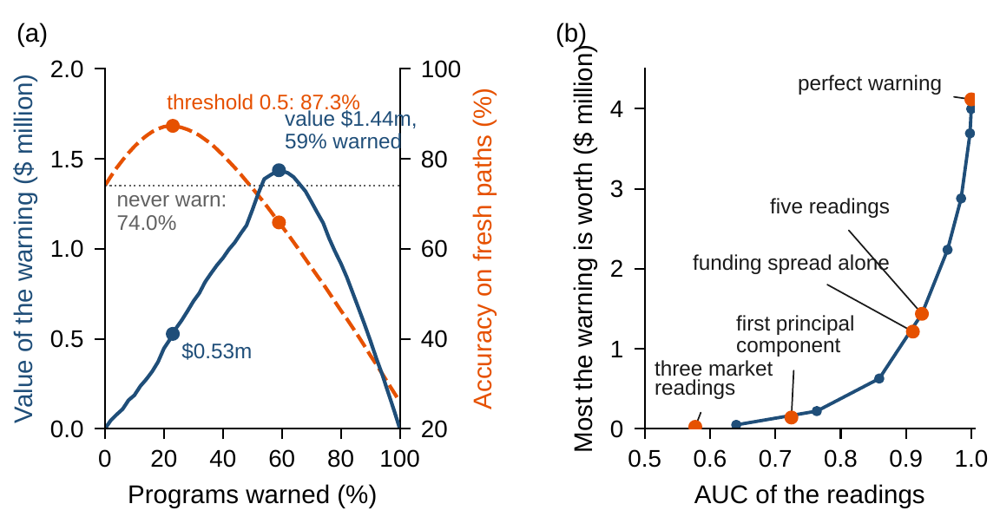 (a)
2.0
1.5
1.0
0.5
0.0
Value of the warning ($ million)
threshold 0.5: 87.3%
value $1.44m,
59% warned
never warn:
74.0%
$0.53m
100
80
60
40
20
Accuracy on fresh paths (%)
0
20
40
60
80
100
Programs warned (%)
(b)
4
3
2
1
0
Most the warning is worth ($ million)
perfect warning
five readings
funding spread alone
first principal
component
three market
readings
0.5
0.6
0.7
0.8
0.9
1.0
AUC of the readings